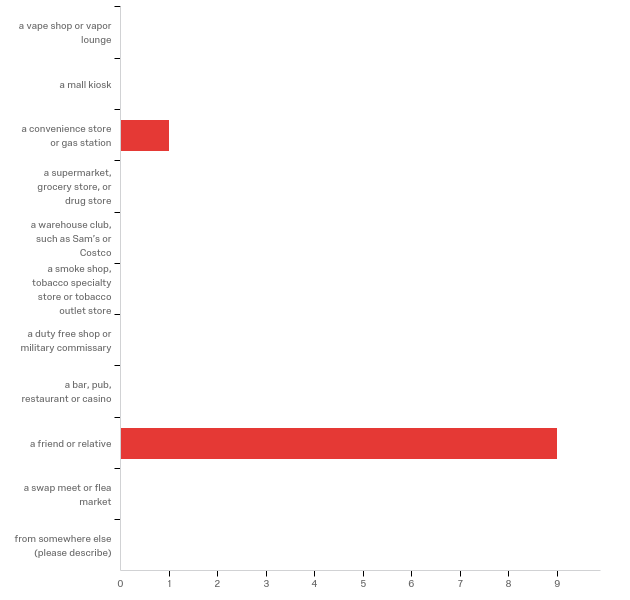 a vape shop or vapor
lounge
a mall kiosk
a convenience store
or gas station
a supermarket,
grocery store, or
drug store
a warehouse club,
such as Sam's or
Costco
a smoke shop,
tobacco specialty
store or tobacco
outlet store
a duty free shop or
military commissary
a bar, pub,
restaurant or casino
a friend or relative
a swap meet or flea
market
from somewhere else
(please describe)
0 1 2 3 4 5 6 7 8 9